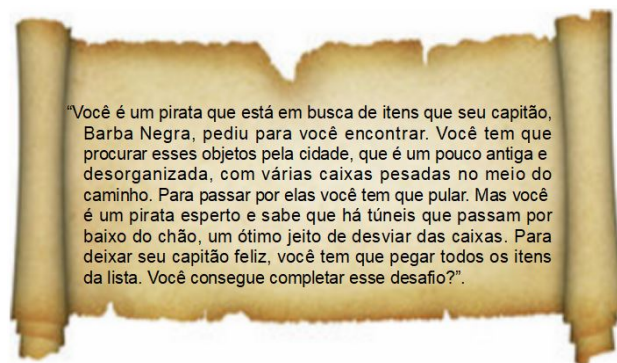 “Você é um pirata que está em busca de itens que seu capitão,
Barba Negra, pediu para você encontrar. Você tem que
procurar esses objetos pela cidade, que é um pouco antiga e
desorganizada, com várias caixas pesadas no meio do
caminho. Para passar por elas você tem que pular. Mas você
é um pirata esperto e sabe que há túneis que passam por
baixo do chão, um ótimo jeito de desviar das caixas. Para
deixar seu capitão feliz, você tem que pegar todos os itens
da lista. Você consegue completar esse desafio?”.